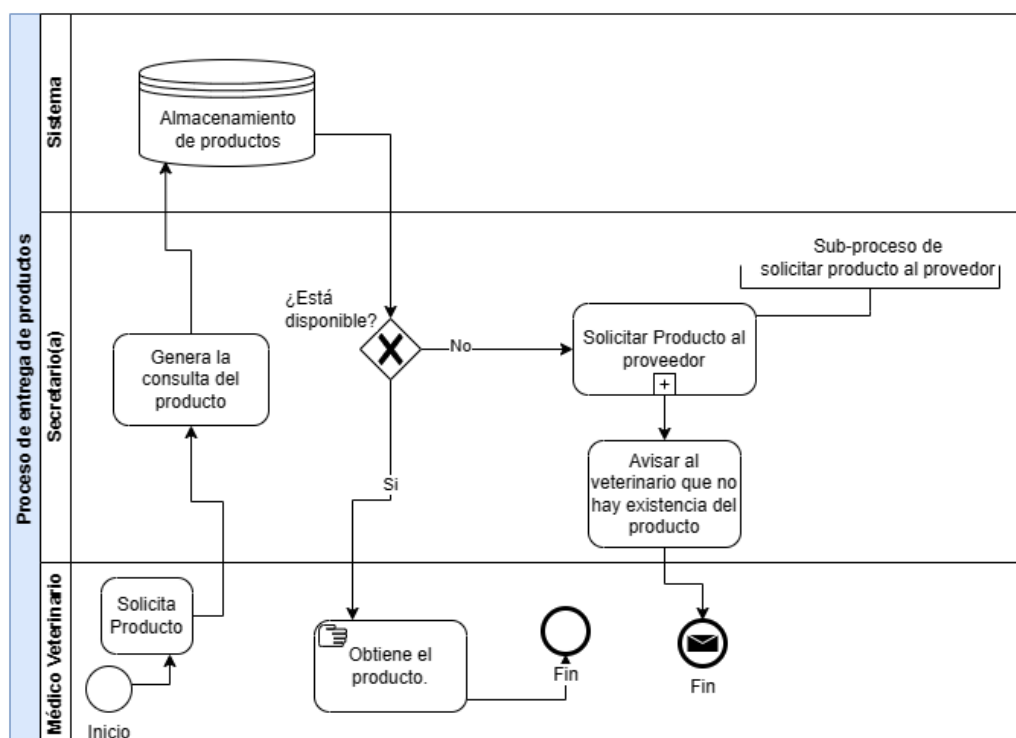 Proceso de entrega de productos
Sistema
Almacenamiento
de productos
Secretario(a)
Genera la
consulta del
producto
¿Está
disponible?
No
Si
Solicitar Producto al
proveedor
Sub-proceso de
solicitar producto al provedor
Avisar al
veterinario que no
hay existencia del
producto
Médico Veterinario
Solicita
Producto
Inicio
Obtiene el
producto.
Fin
Fin